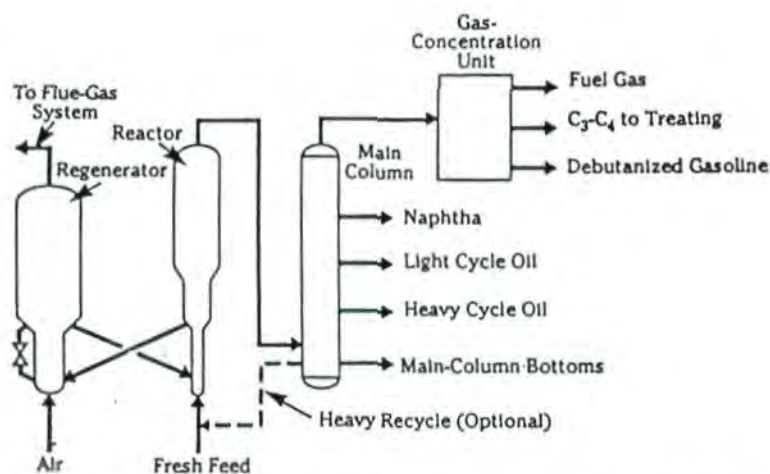 Gas-
Concentration
Unit
Fuel Gas
C₃-C₄ to Treating
Debutanized Gasoline
To Flue-Gas
System
Reactor
Regenerator
Main
Column
Naphtha
Light Cycle Oil
Heavy Cycle Oil
Main-Column Bottoms
Heavy Recycle (Optional)
Air
Fresh Feed